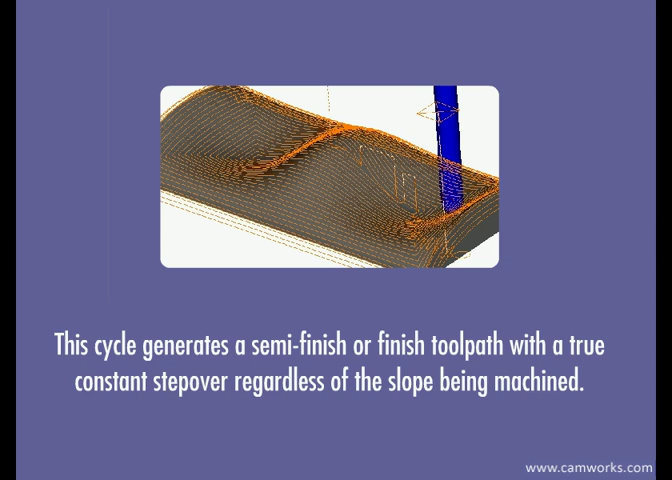 This cycle generates a semi-finish or finish toolpath with a true
constant stepover regardless of the slope being machined.
www.camworks.com